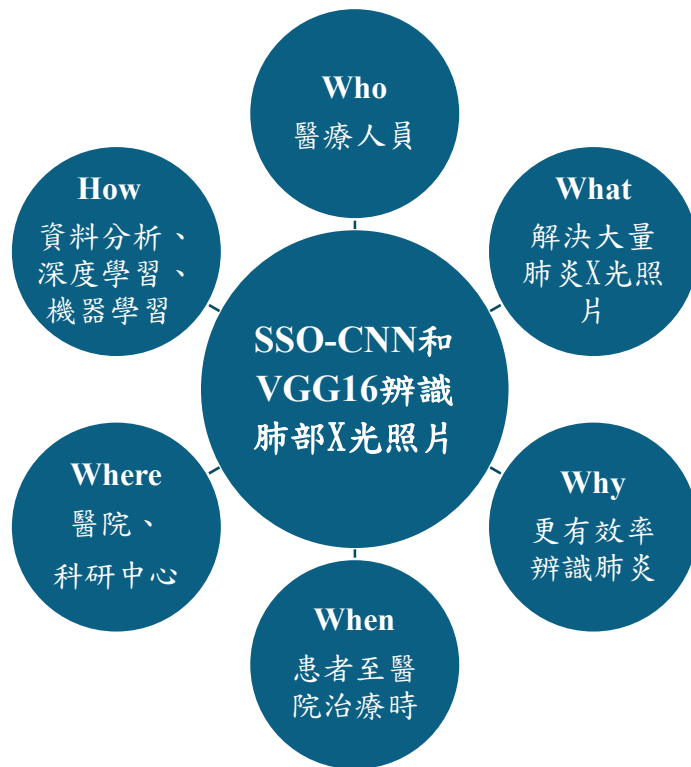 Who
醫療人員
What
解決大量
肺炎X光照
片
Why
更有效率
辨識肺炎
When
患者至醫
院治療時
Where
醫院、
科研中心
How
資料分析、
深度學習、
機器學習
SSO-CNN和
VGG16辨識
肺部X光照片